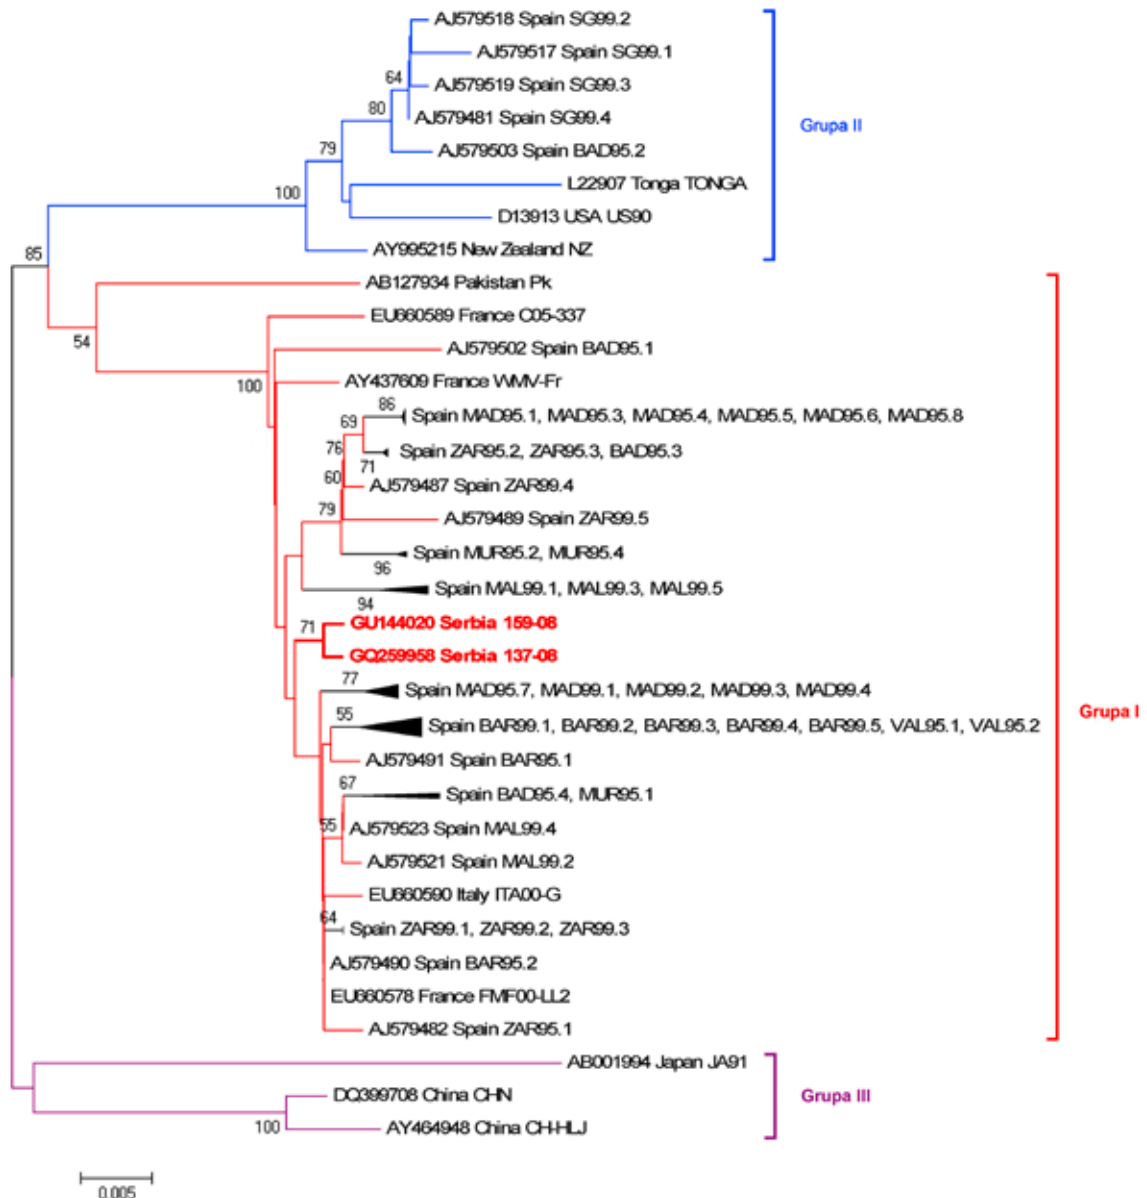 AJ579518 Spain SG99.2
AJ579517 Spain SG99.1
64
AJ579519 Spain SG99.3
80
AJ579481 Spain SG99.4
Grupa II
79
AJ579503 Spain BAD95.2
L22907 Tonga TONGA
100
D13913 USA US90
AY995215 New Zealand NZ
85
AB127934 Pakistan Pk
EU660589 France C05-337
54
AJ579502 Spain BAD95.1
100
AY437609 France WMV-Fr
86
Spain MAD95.1, MAD95.3, MAD95.4, MAD95.5, MAD95.6, MAD95.8
69
76
Spain ZAR95.2, ZAR95.3, BAD95.3
71
60
AJ579487 Spain ZAR99.4
79
AJ579489 Spain ZAR99.5
Spain MUR95.2, MUR95.4
96
Spain MAL99.1, MAL99.3, MAL99.5
94
71
GU144020 Serbia 159-08
GQ259958 Serbia 137-08
77
Spain MAD95.7, MAD99.1, MAD99.2, MAD99.3, MAD99.4
Grupa I
55
Spain BAR99.1, BAR99.2, BAR99.3, BAR99.4, BAR99.5, VAL95.1, VAL95.2
AJ579491 Spain BAR95.1
67
Spain BAD95.4, MUR95.1
55
AJ579523 Spain MAL99.4
AJ579521 Spain MAL99.2
EU660590 Italy ITA00-G
64
Spain ZAR99.1, ZAR99.2, ZAR99.3
AJ579490 Spain BAR95.2
EU660578 France FMF00-LL2
AJ579482 Spain ZAR95.1
AB001994 Japan JA91
DQ399708 China CHN
Grupa III
100
AY464948 China CH-HLJ
0.005